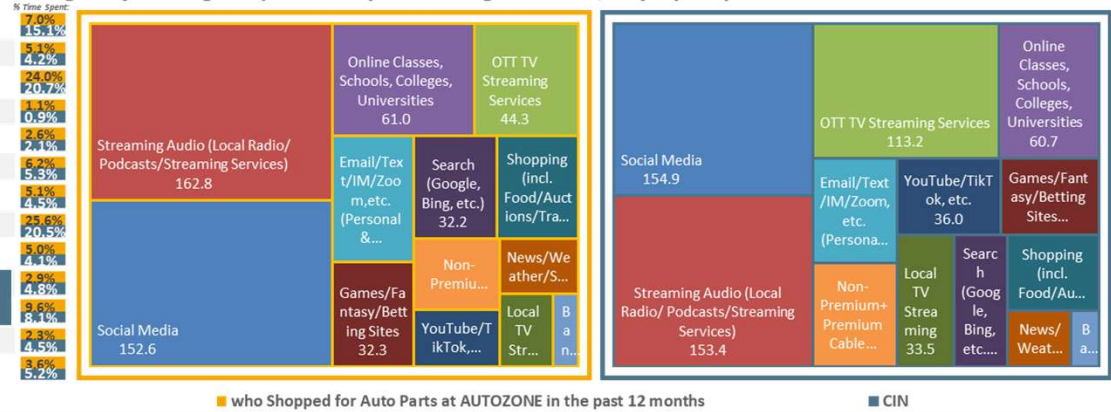 % Time Spent:
7.0%
15.1%
5.1%
4.2%
24.0%
20.7%
1.1%
0.9%
2.6%
2.1%
6.2%
5.3%
5.1%
4.5%
25.6%
20.5%
5.0%
4.1%
2.9%
4.8%
9.6%
8.1%
2.3%
4.5%
3.6%
5.2%
Streaming Audio (Local Radio/
Podcasts/Streaming Services)
162.8
Social Media
152.6
Online Classes,
Schools, Colleges,
Universities
61.0
OTT TV
Streaming
Services
44.3
Email/Tex
t/IM/Zoo
m,etc.
(Personal
&...
Search
(Google,
Bing, etc.)
32.2
Shopping
(incl.
Food/Auct
ions/Tra...
Games/Fa
ntasy/Bett
ing Sites
32.3
Non-
Premiu...
News/We
ather/S...
YouTube/T
ikTok,...
Local
TV
Str...
B
a
n...
Social Media
154.9
Streaming Audio (Local
Radio/ Podcasts/Streaming
Services)
153.4
OTT TV Streaming Services
113.2
Online
Classes,
Schools,
Colleges,
Universities
60.7
Email/Text
/IM/Zoom,
etc.
(Persona...
YouTube/TikT
ok, etc.
36.0
Games/Fant
asy/Betting
Sites...
Non-
Premium+
Premium
Cable...
Local
TV
Strea
ming
33.5
Searc
h
(Goog
le,
Bing,
etc....
Shopping
(incl.
Food/Au...
News/
Weat...
B
a...
who Shopped for Auto Parts at AUTOZONE in the past 12 months
CIN